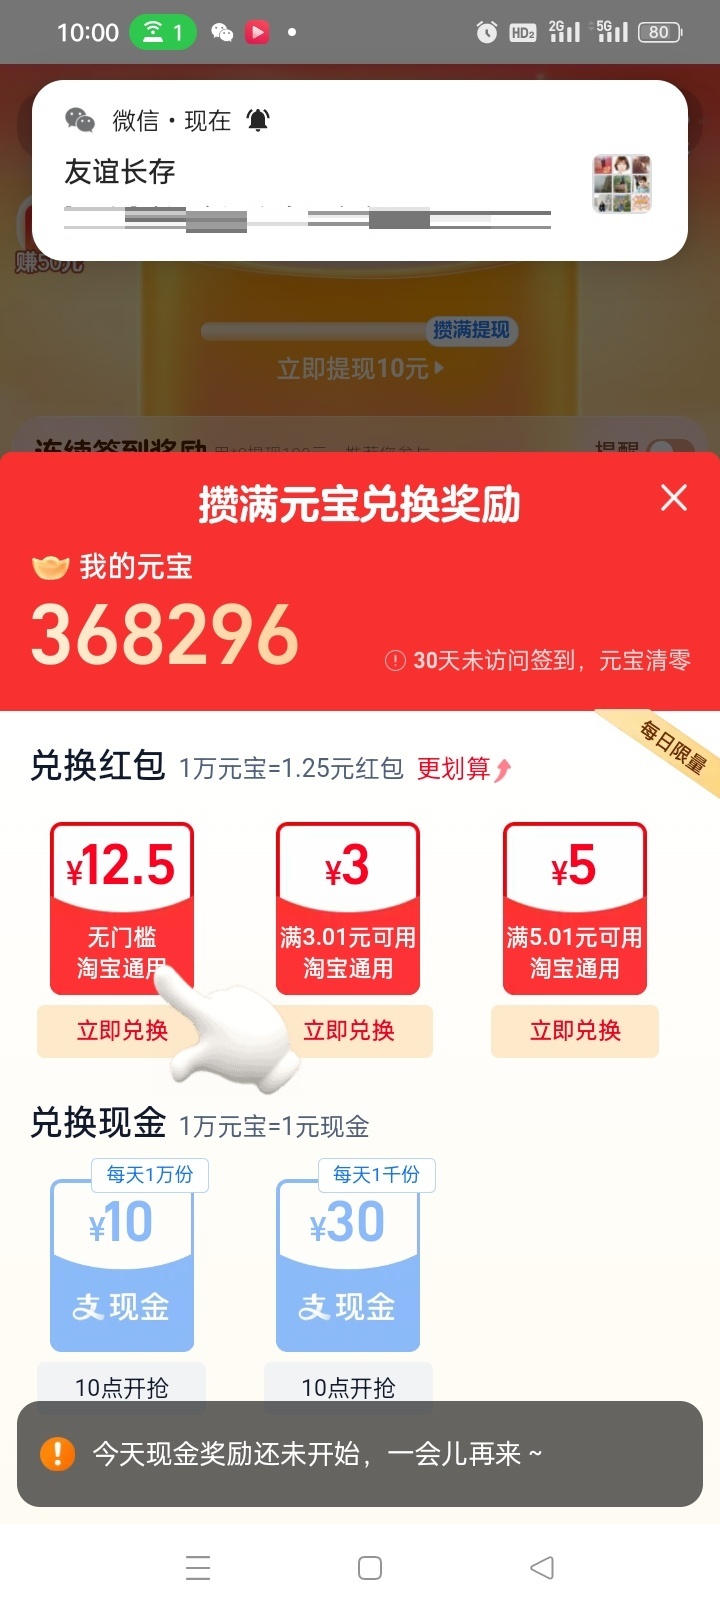 10:00
1
HD2
2G
5G
80
微信・现在
友谊长存
赚50元
攒满提现
立即提现10元
连续签到奖励
提醒
攒满元宝兑换奖励
我的元宝
368296
30天未访问签到，元宝清零
每日限量
兑换红包 1万元宝=1.25元红包 更划算
¥12.5
无门槛
淘宝通用
立即兑换
¥3
满3.01元可用
淘宝通用
立即兑换
¥5
满5.01元可用
淘宝通用
立即兑换
兑换现金 1万元宝=1元现金
每天1万份
¥10
支现金
10点开抢
每天1千份
¥30
支现金
10点开抢
今天现金奖励还未开始，一会儿再来 ~